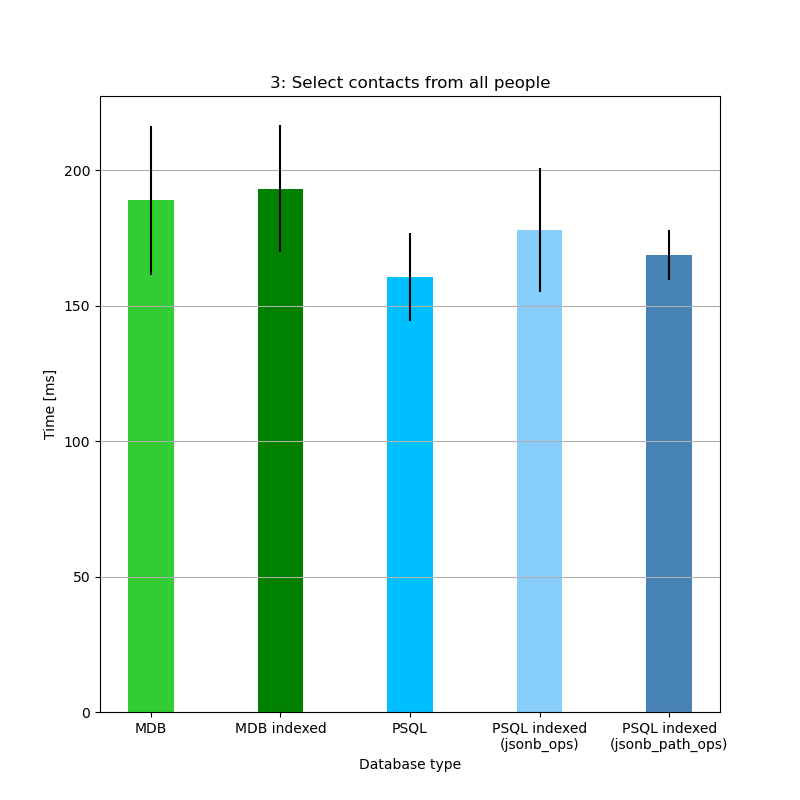 3: Select contacts from all people
Time [ms]
200
150
100
50
0
MDB
MDB indexed
PSQL
PSQL indexed
(jsonb_ops)
PSQL indexed
(jsonb_path_ops)
Database type